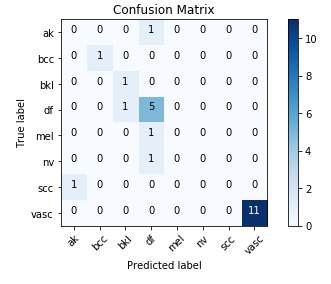 Confusion Matrix
ak 0 0 0 1 0 0 0 0
bcc 0 1 0 0 0 0 0 0
bkl 0 0 1 0 0 0 0 0
df 0 0 1 5 0 0 0 0
mel 0 0 0 1 0 0 0 0
nv 0 0 0 1 0 0 0 0
scc 1 0 0 0 0 0 0 0
vasc 0 0 0 0 0 0 0 11
ak bcc bkl df mel nv scc vasc
True label
Predicted label
10
8
6
4
2
0